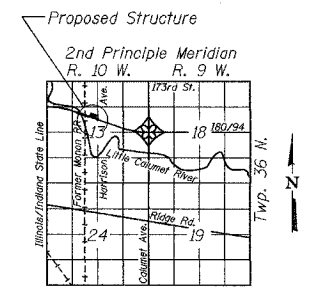 Proposed Structure
2nd Principle Meridian
R. 10 W. R. 9 W.
173rd St.
Ave.
13 18 I80/94
Little Calumet River
Former Monon RR
Harrison
Illinois/Indiana State Line
Twp. 36 N.
N
Ridge Rd.
24 19
Calumet Ave.